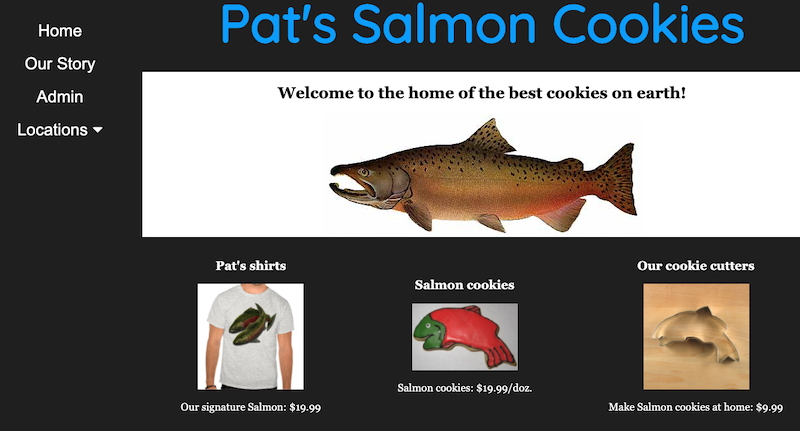 Pat's Salmon Cookies
Home
Our Story
Admin
Locations
Welcome to the home of the best cookies on earth!
Pat's shirts
Our signature Salmon: $19.99
Salmon cookies
Salmon cookies: $19.99/doz.
Our cookie cutters
Make Salmon cookies at home: $9.99